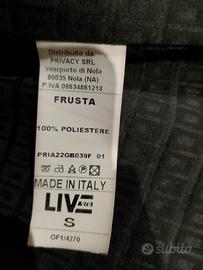 Distribuito da:
PRIVACY SRL
Interporto di Nola
80035 Nola (NA)
P.IVA 08634861218
FRUSTA
100% POLIESTERE
PRIA22GB039F 01
MADE IN ITALY
LIVE
S
OF1/4270
subito